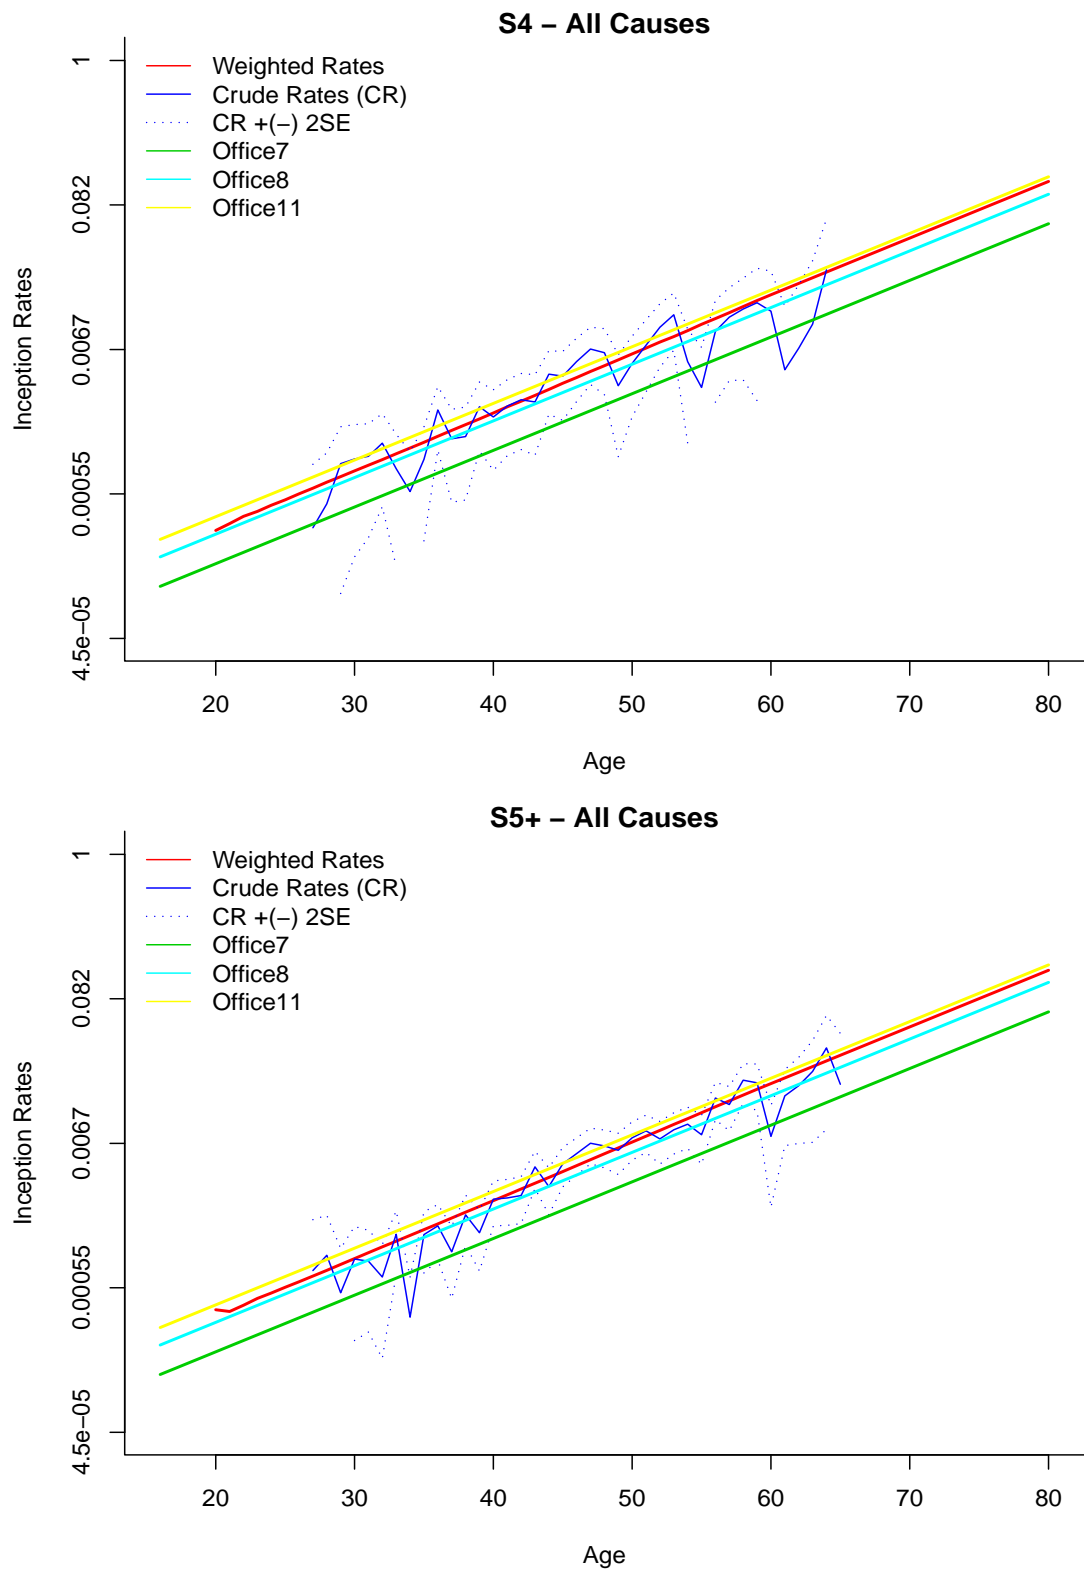 S4 – All Causes
Weighted Rates
Crude Rates (CR)
CR +(−) 2SE
Office7
Office8
Office11
Inception Rates
1
0.082
0.0067
0.00055
4.5e−05
20 30 40 50 60 70 80
Age
S5+ – All Causes
Weighted Rates
Crude Rates (CR)
CR +(−) 2SE
Office7
Office8
Office11
Inception Rates
1
0.082
0.0067
0.00055
4.5e−05
20 30 40 50 60 70 80
Age